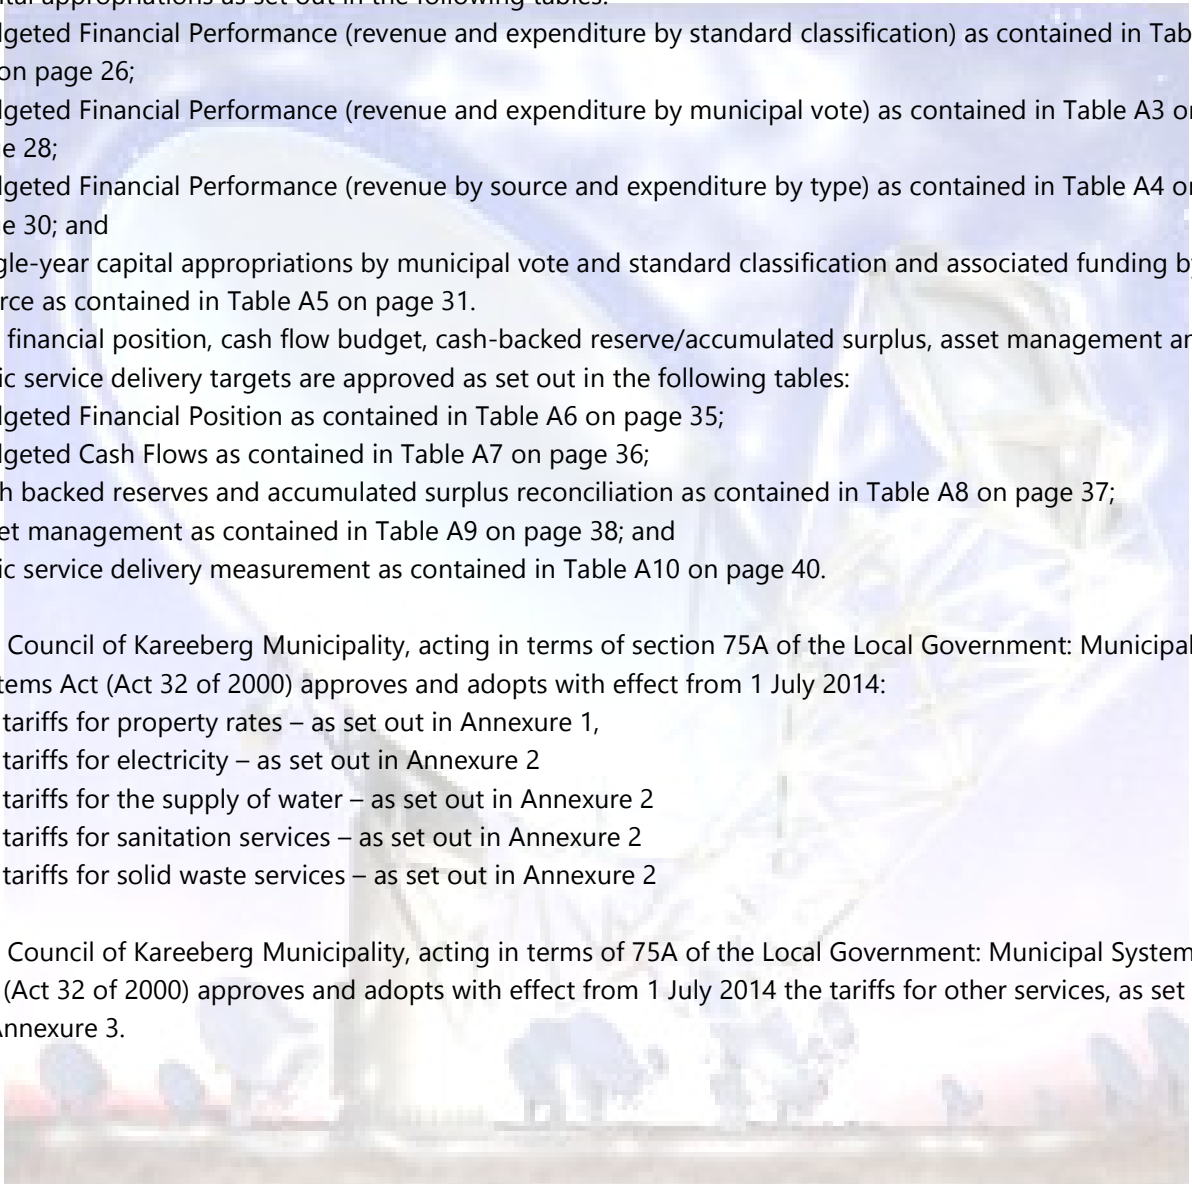 ital appropriations as set out in the following tables:
dgeted Financial Performance (revenue and expenditure by standard classification) as contained in Tab
on page 26;
dgeted Financial Performance (revenue and expenditure by municipal vote) as contained in Table A3 on
e 28;
dgeted Financial Performance (revenue by source and expenditure by type) as contained in Table A4 on
e 30; and
gle-year capital appropriations by municipal vote and standard classification and associated funding by
rce as contained in Table A5 on page 31.
financial position, cash flow budget, cash-backed reserve/accumulated surplus, asset management an
ic service delivery targets are approved as set out in the following tables:
dgeted Financial Position as contained in Table A6 on page 35;
dgeted Cash Flows as contained in Table A7 on page 36;
h backed reserves and accumulated surplus reconciliation as contained in Table A8 on page 37;
et management as contained in Table A9 on page 38; and
ic service delivery measurement as contained in Table A10 on page 40.
Council of Kareeberg Municipality, acting in terms of section 75A of the Local Government: Municipal
tems Act (Act 32 of 2000) approves and adopts with effect from 1 July 2014:
tariffs for property rates – as set out in Annexure 1,
tariffs for electricity – as set out in Annexure 2
tariffs for the supply of water – as set out in Annexure 2
tariffs for sanitation services – as set out in Annexure 2
tariffs for solid waste services – as set out in Annexure 2
Council of Kareeberg Municipality, acting in terms of 75A of the Local Government: Municipal System
(Act 32 of 2000) approves and adopts with effect from 1 July 2014 the tariffs for other services, as set
Annexure 3.